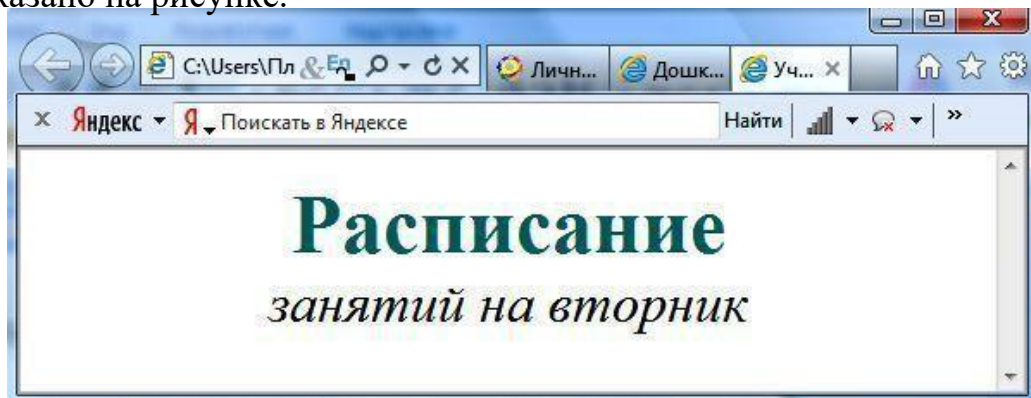 казано на рисунке.
C:\Users\Пл
Личн...
Дошк...
Уч...
Яндекс
Я
Поискать в Яндексе
Найти
»
Расписание
занятий на вторник